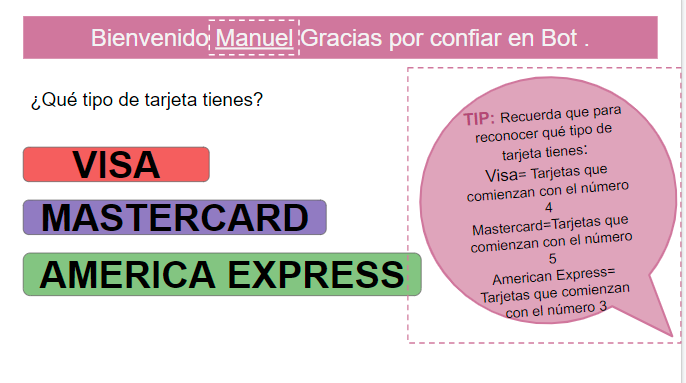 Bienvenido Manuel Gracias por confiar en Bot .
¿Qué tipo de tarjeta tienes?
VISA
MASTERCARD
AMERICA EXPRESS
TIP: Recuerda que para
reconocer qué tipo de
tarjeta tienes:
Visa= Tarjetas que
comienzan con el número
4
Mastercard=Tarjetas que
comienzan con el número
5
American Express=
Tarjetas que comienzan
con el número 3